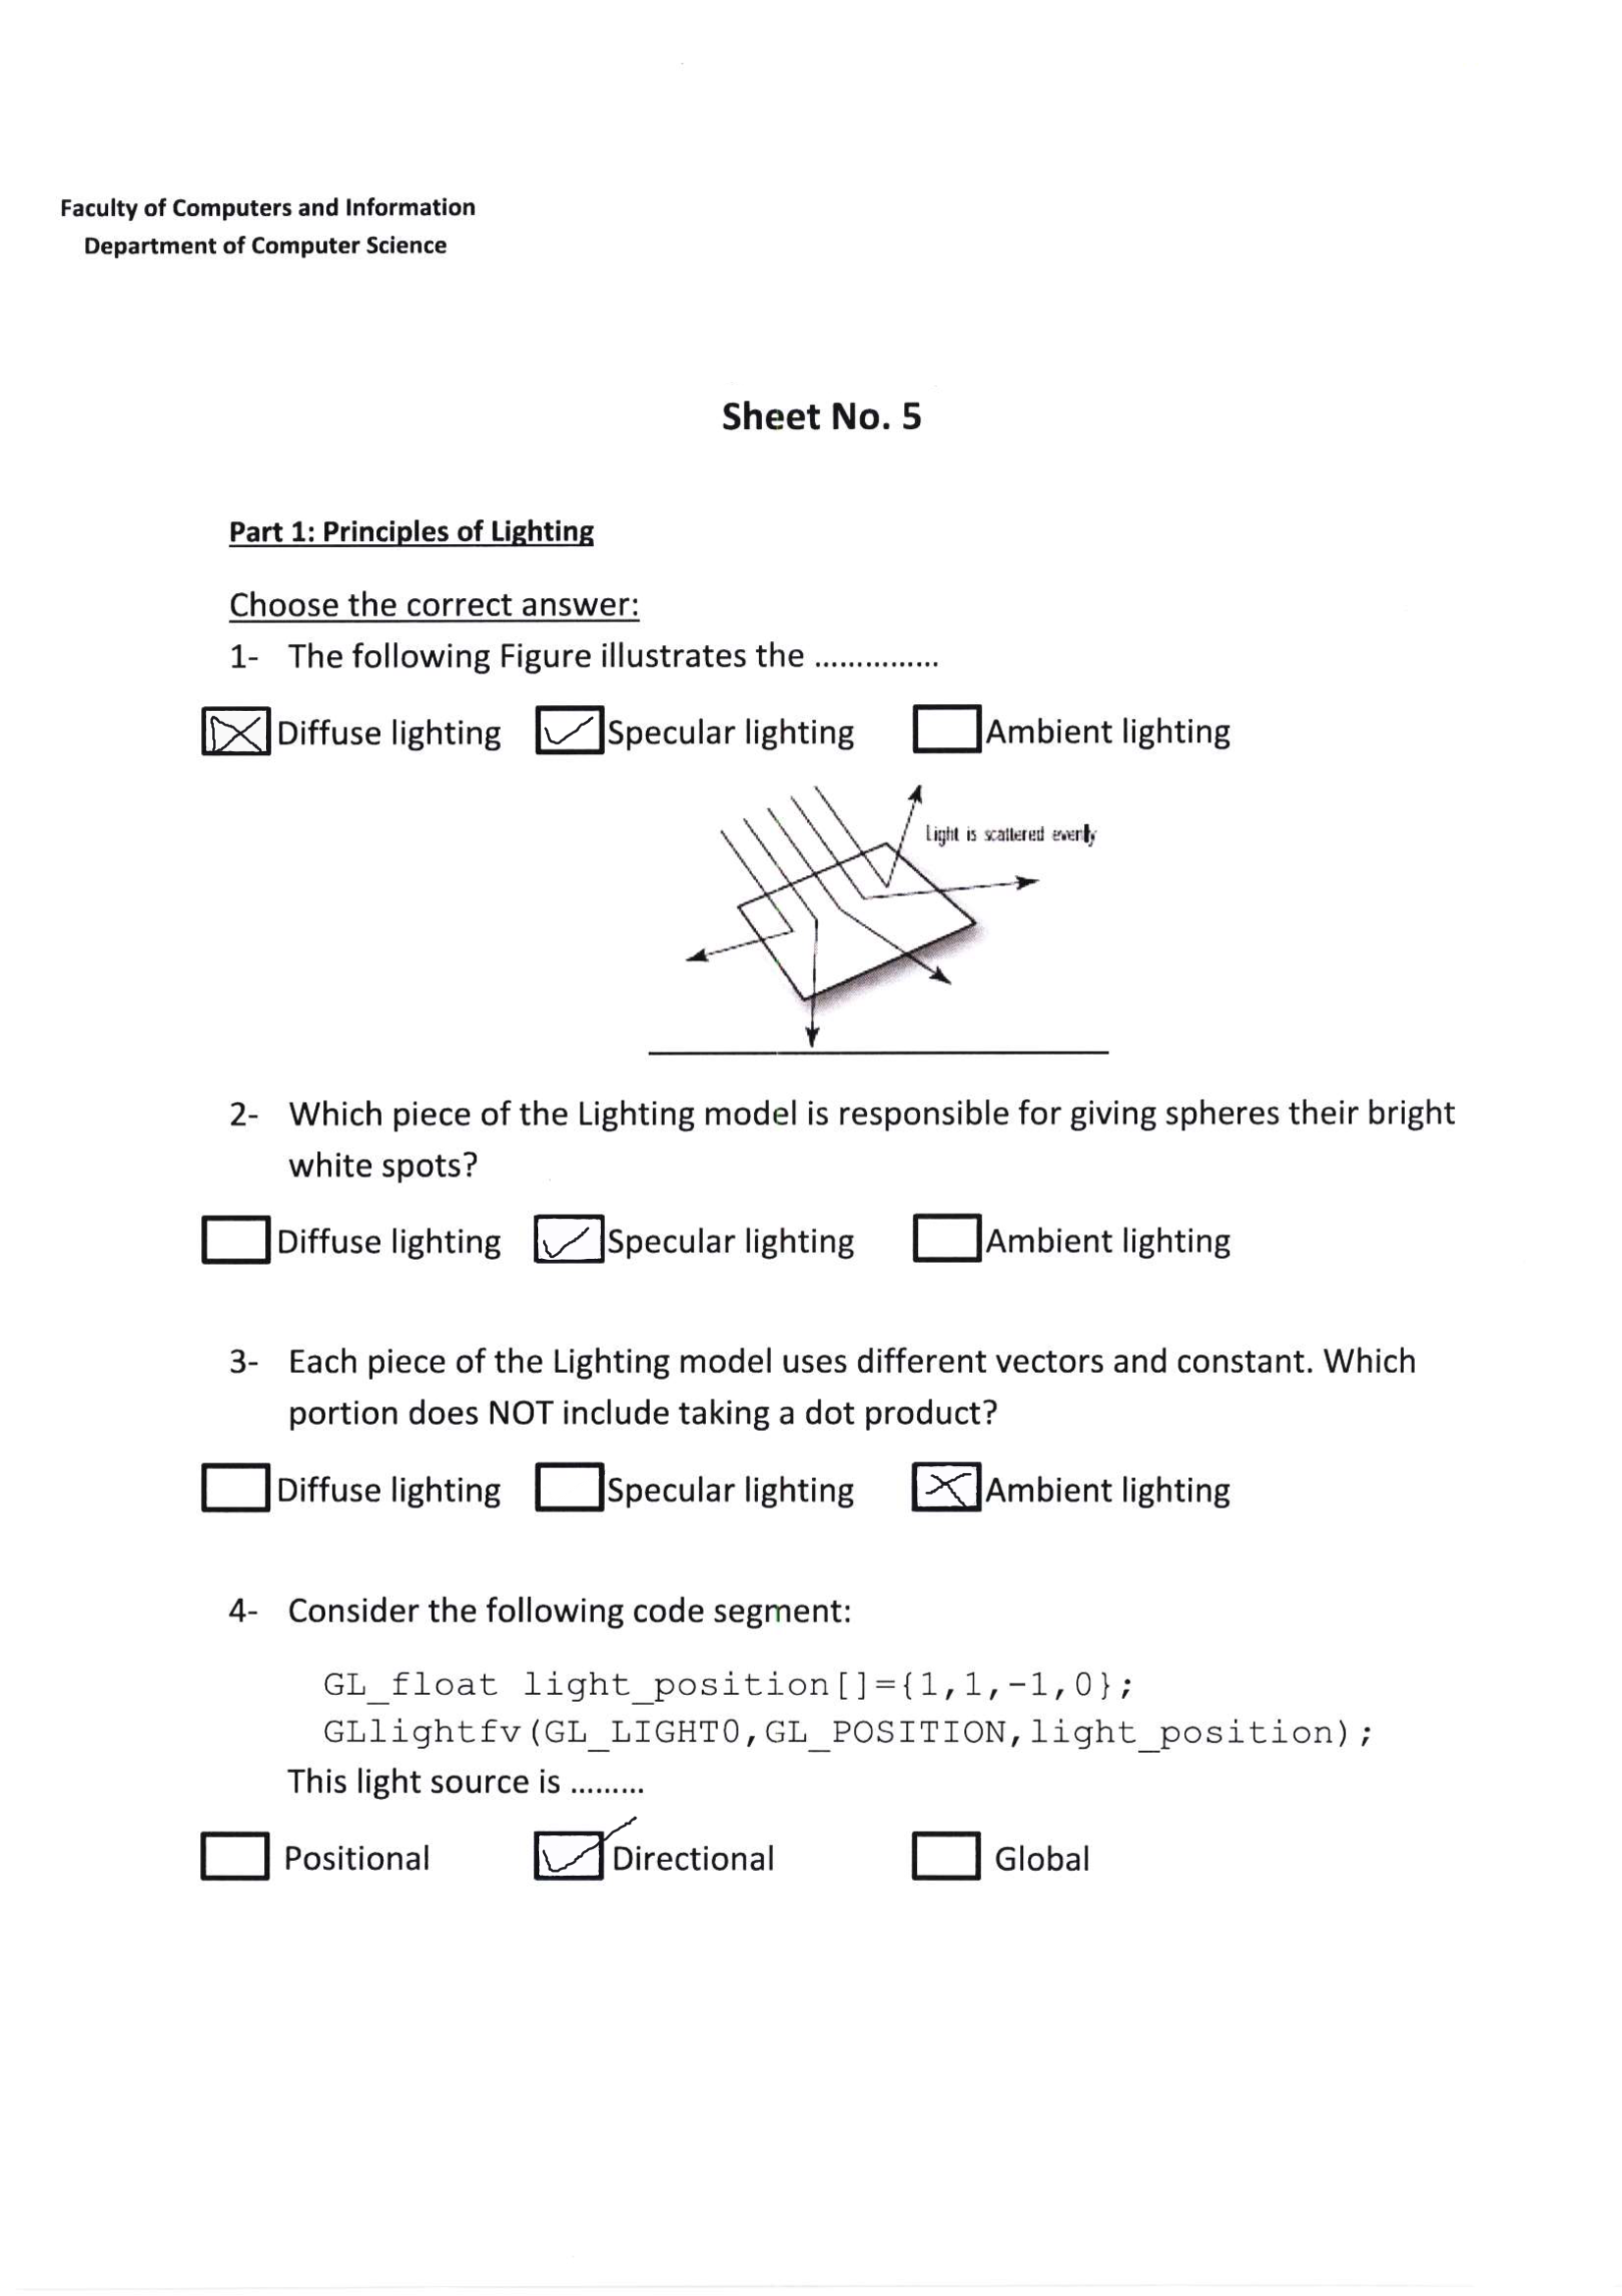 Faculty of Computers and Information
Department of Computer Science
Sheet No. 5
Part 1: Principles of Lighting
Choose the correct answer:
1- The following Figure illustrates the ...............
Diffuse lighting Specular lighting Ambient lighting
Light is scattered evenly
2- Which piece of the Lighting model is responsible for giving spheres their bright
white spots?
Diffuse lighting Specular lighting Ambient lighting
3- Each piece of the Lighting model uses different vectors and constant. Which
portion does NOT include taking a dot product?
Diffuse lighting Specular lighting Ambient lighting
4- Consider the following code segment:
GL_float light_position[]={1,1,-1,0};
GLlightfv(GL_LIGHT0,GL_POSITION,light_position);
This light source is .........
Positional Directional Global